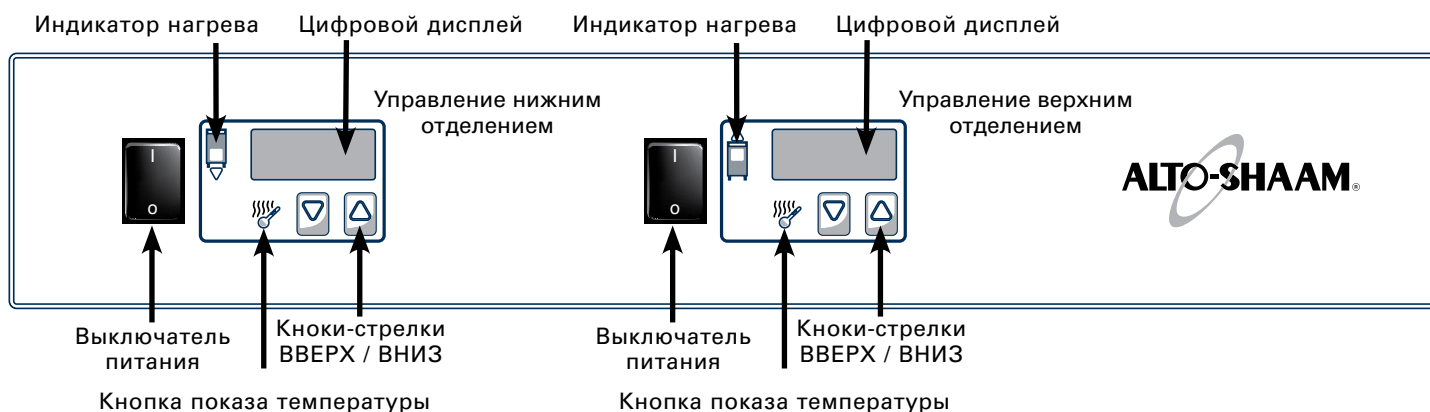 Индикатор нагрева
Цифровой дисплей
Индикатор нагрева
Цифровой дисплей
Управление нижним
отделением
Управление верхним
отделением
I
O
I
O
ALTO-SHAAM®
Выключатель
питания
Кноки-стрелки
ВВЕРХ / ВНИЗ
Выключатель
питания
Кноки-стрелки
ВВЕРХ / ВНИЗ
Кнопка показа температуры
Кнопка показа температуры